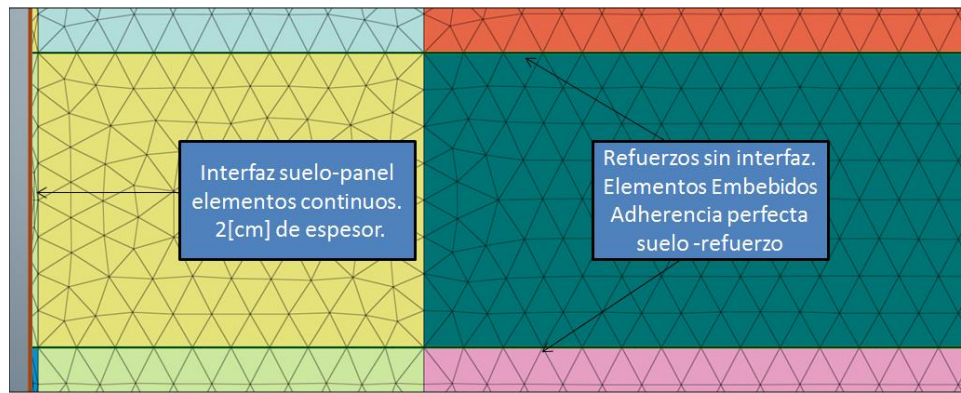 Interfaz suelo-panel
elementos continuos.
2[cm] de espesor.
Refuerzos sin interfaz.
Elementos Embebidos
Adherencia perfecta
suelo -refuerzo